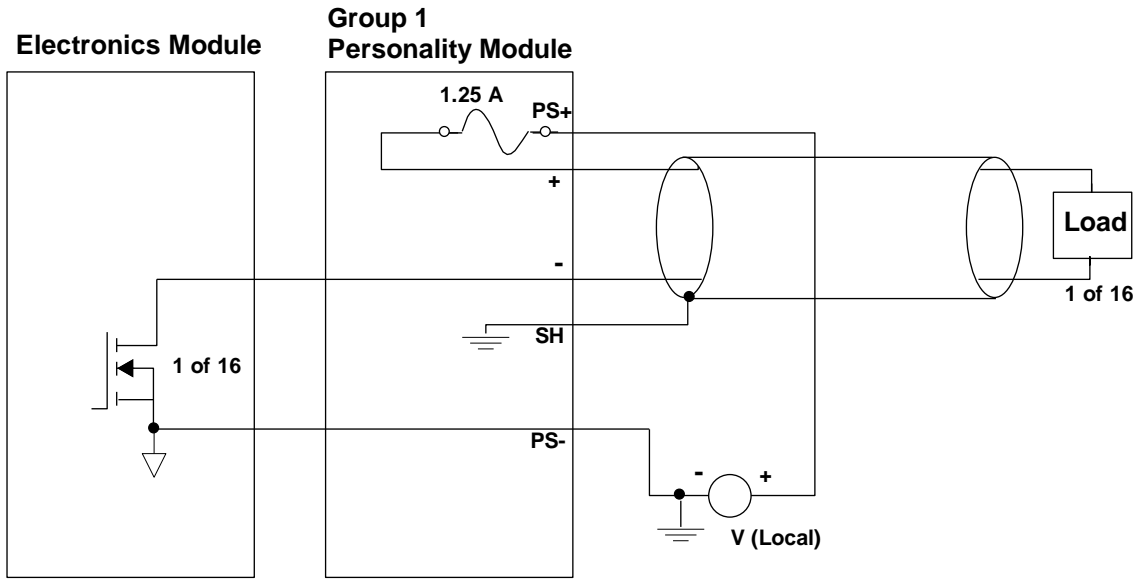 Electronics Module
Group 1
Personality Module
1.25 A
PS+
+
-
SH
1 of 16
PS-
Load
1 of 16
-
+
V (Local)